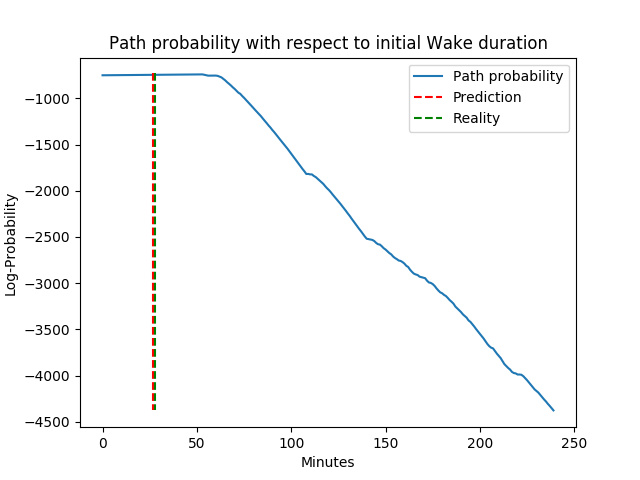 Path probability with respect to initial Wake duration
Path probability
Prediction
Reality
Log-Probability
−1000
−1500
−2000
−2500
−3000
−3500
−4000
−4500
0 50 100 150 200 250
Minutes